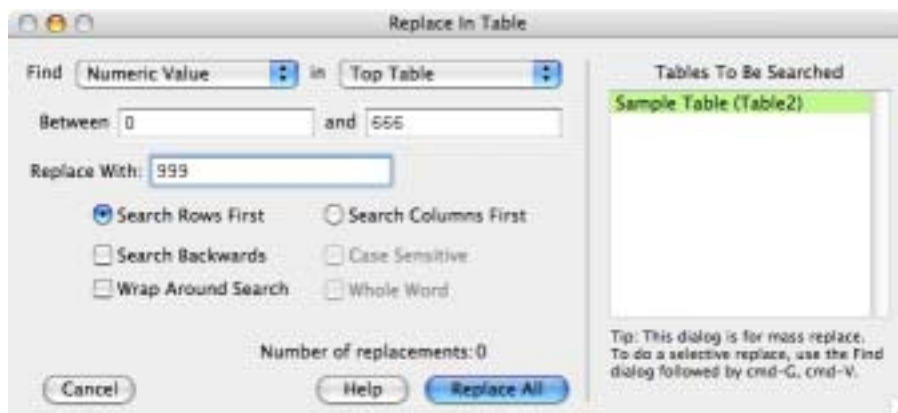 Replace In Table
Find Numeric Value in Top Table
Between 0 and 666
Replace With: 999
Search Rows First Search Columns First
Search Backwards Case Sensitive
Wrap Around Search Whole Word
Number of replacements: 0
Cancel Help Replace All
Tables To Be Searched
Sample Table (Table2)
Tip: This dialog is for mass replace.
To do a selective replace, use the Find
dialog followed by cmd-G, cmd-V.